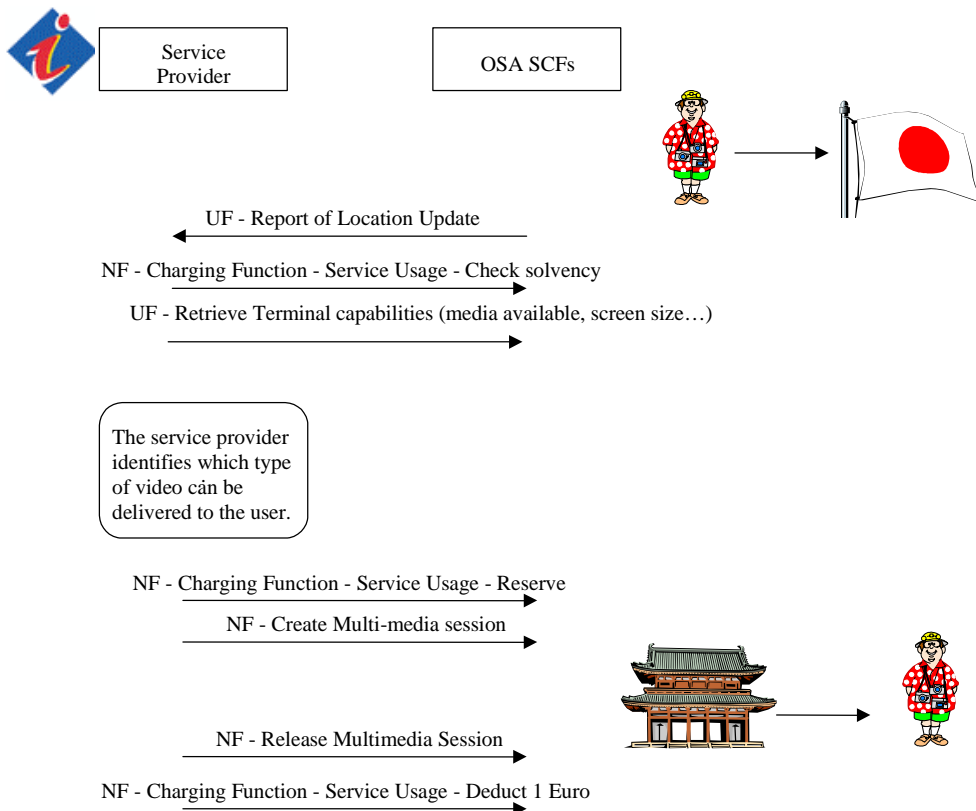 Service
Provider
OSA SCFs
UF - Report of Location Update
NF - Charging Function - Service Usage - Check solvency
UF - Retrieve Terminal capabilities (media available, screen size…)
The service provider
identifies which type
of video can be
delivered to the user.
NF - Charging Function - Service Usage - Reserve
NF - Create Multi-media session
NF - Release Multimedia Session
NF - Charging Function - Service Usage - Deduct 1 Euro